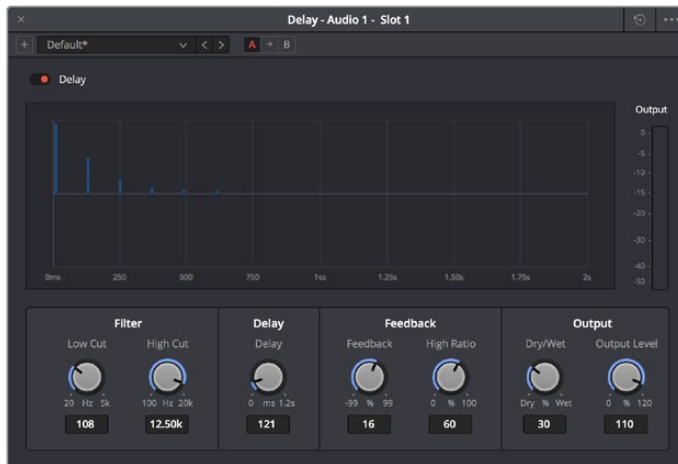 Delay - Audio 1 - Slot 1
Default*
A B
Delay
Output
0
-5
-10
-15
-20
-30
-40
-50
0ms 250 500 750 1ss 1.25s 1.50s 1.75s 2s
Filter Delay Feedback Output
Low Cut High Cut Delay Feedback High Ratio Dry/Wet Output Level
20 Hz 5k 100 Hz 20k 0 ms 1.2s -99 % 99 0 % 100 Dry % Wet 0 % 120
108 12.50k 121 16 60 30 110